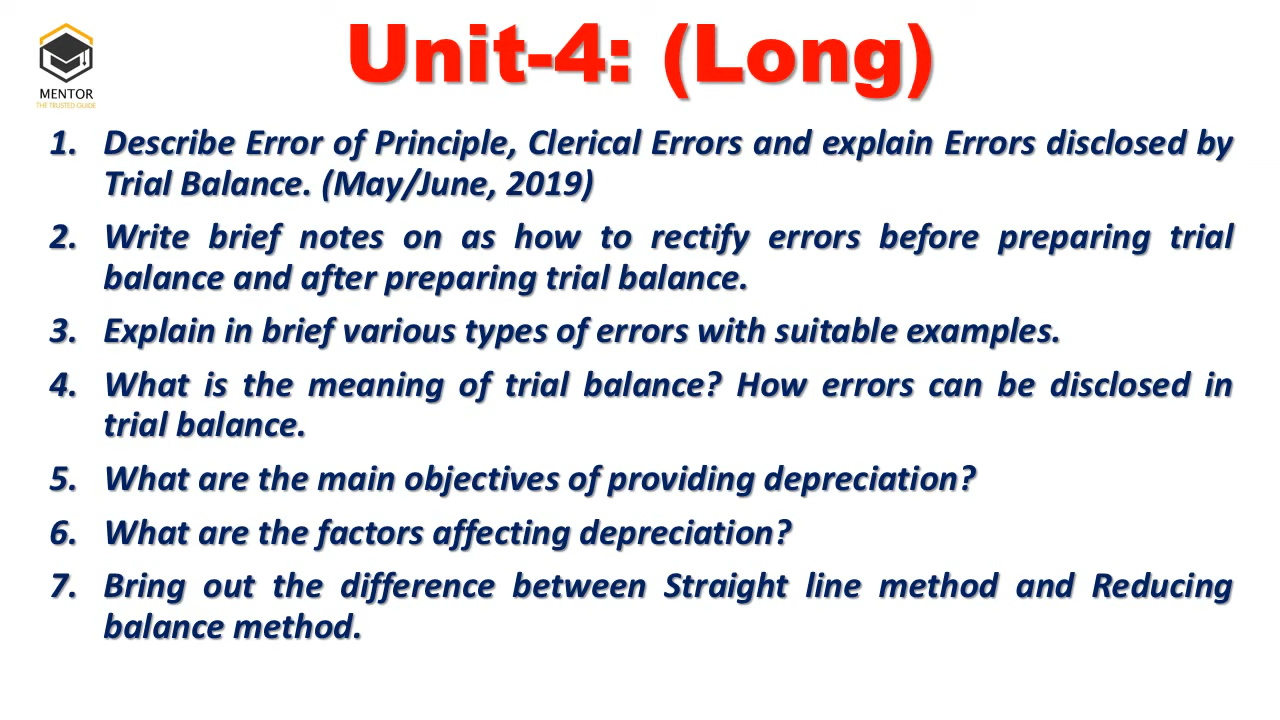 MENTOR
THE TRUSTED GUIDE
Unit-4: (Long)
1. Describe Error of Principle, Clerical Errors and explain Errors disclosed by
Trial Balance. (May/June, 2019)
2. Write brief notes on as how to rectify errors before preparing trial
balance and after preparing trial balance.
3. Explain in brief various types of errors with suitable examples.
4. What is the meaning of trial balance? How errors can be disclosed in
trial balance.
5. What are the main objectives of providing depreciation?
6. What are the factors affecting depreciation?
7. Bring out the difference between Straight line method and Reducing
balance method.